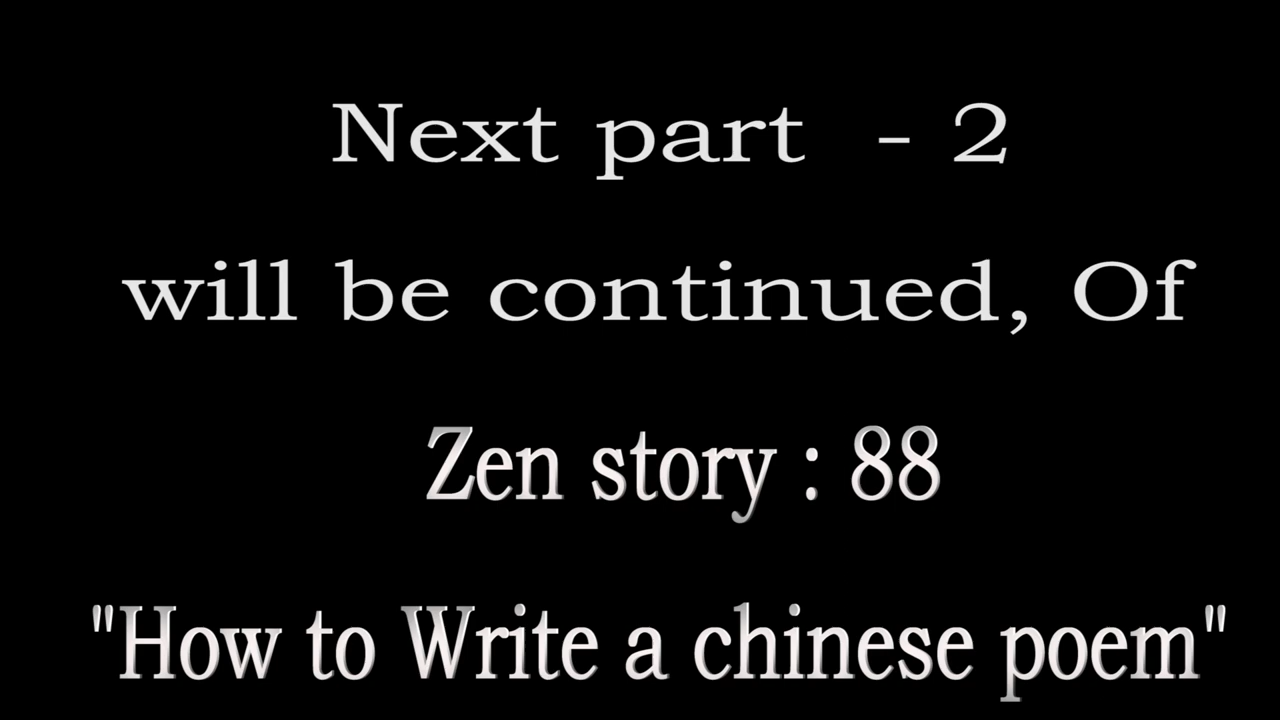 Next part - 2
will be continued, Of
Zen story : 88
"How to Write a chinese poem"